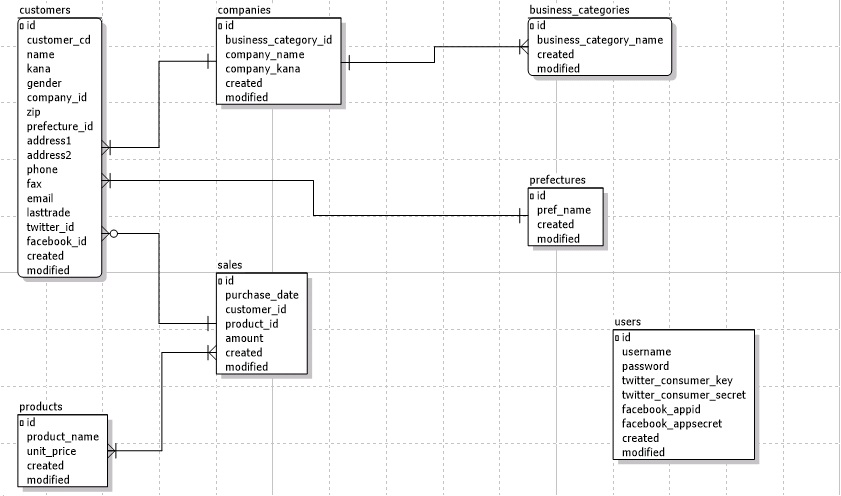 customers
id
customer_cd
name
kana
gender
company_id
zip
prefecture_id
address1
address2
phone
fax
email
lasttrade
twitter_id
facebook_id
created
modified
companies
id
business_category_id
company_name
company_kana
created
modified
business_categories
id
business_category_name
created
modified
prefectures
id
pref_name
created
modified
sales
id
purchase_date
customer_id
product_id
amount
created
modified
users
id
username
password
twitter_consumer_key
twitter_consumer_secret
facebook_appid
facebook_appsecret
created
modified
products
id
product_name
unit_price
created
modified